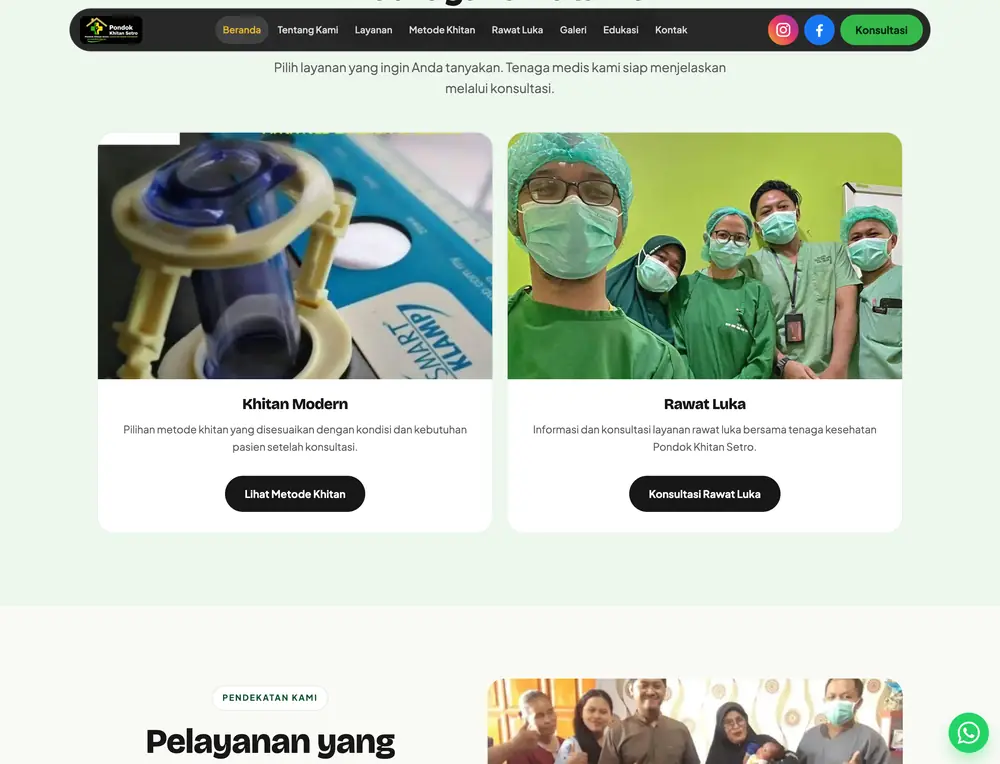 Pondok
Khitan Setro
Beranda
Tentang Kami
Layanan
Metode Khitan
Rawat Luka
Galeri
Edukasi
Kontak
Konsultasi
Pilih layanan yang ingin Anda tanyakan. Tenaga medis kami siap menjelaskan
melalui konsultasi.
SMART
KLAMP
Khitan Modern
Pilihan metode khitan yang disesuaikan dengan kondisi dan kebutuhan
pasien setelah konsultasi.
Lihat Metode Khitan
Rawat Luka
Informasi dan konsultasi layanan rawat luka bersama tenaga kesehatan
Pondok Khitan Setro.
Konsultasi Rawat Luka
PENDEKATAN KAMI
Pelayanan yang